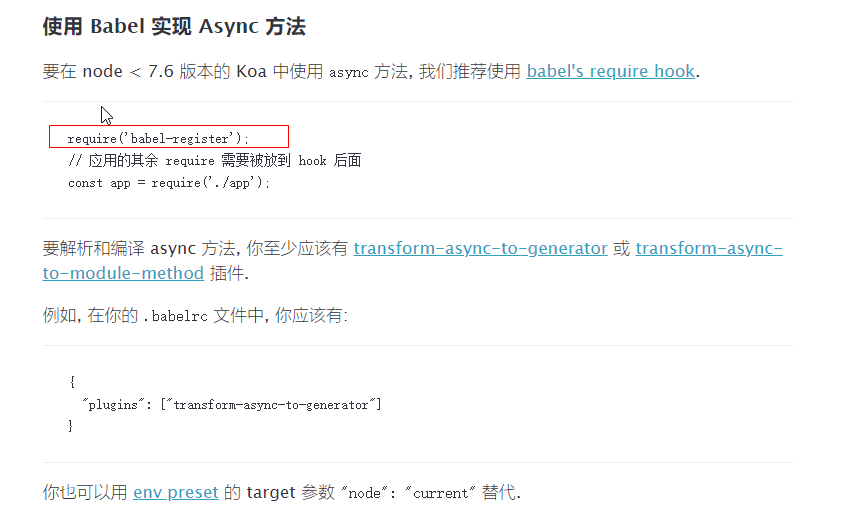 使用 Babel 实现 Async 方法
要在 node < 7.6 版本的 Koa 中使用 async 方法, 我们推荐使用 babel's require hook.
require('babel-register');
// 应用的其余 require 需要被放到 hook 后面
const app = require('./app');
要解析和编译 async 方法, 你至少应该有 transform-async-to-generator 或 transform-async-
to-module-method 插件.
例如, 在你的 .babelrc 文件中, 你应该有:
{
"plugins": ["transform-async-to-generator"]
}
你也可以用 env preset 的 target 参数 "node": "current" 替代.